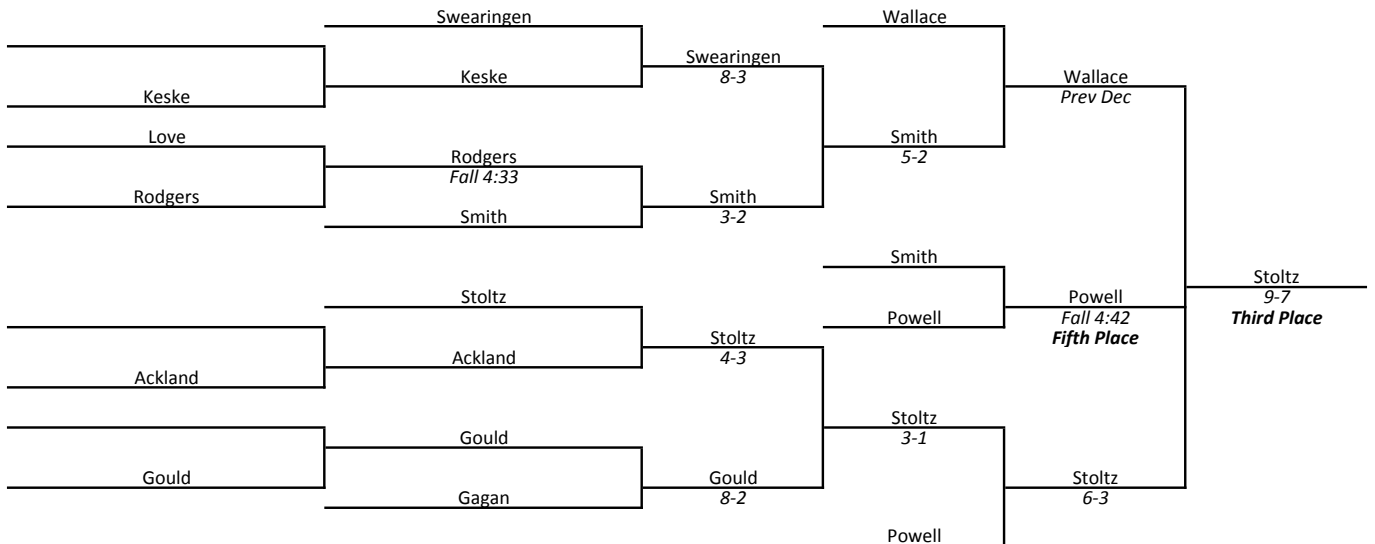 Swearingen
Wallace
Swearingen
8-3
Keske
Wallace
Prev Dec
Keske
Love
Smith
5-2
Rodgers
Fall 4:33
Rodgers
Smith
3-2
Smith
Smith
Stoltz
9-7
Third Place
Stoltz
Powell
Fall 4:42
Fifth Place
Powell
Stoltz
4-3
Ackland
Ackland
Stoltz
3-1
Gould
Gould
Gould
8-2
Stoltz
6-3
Gagan
Powell